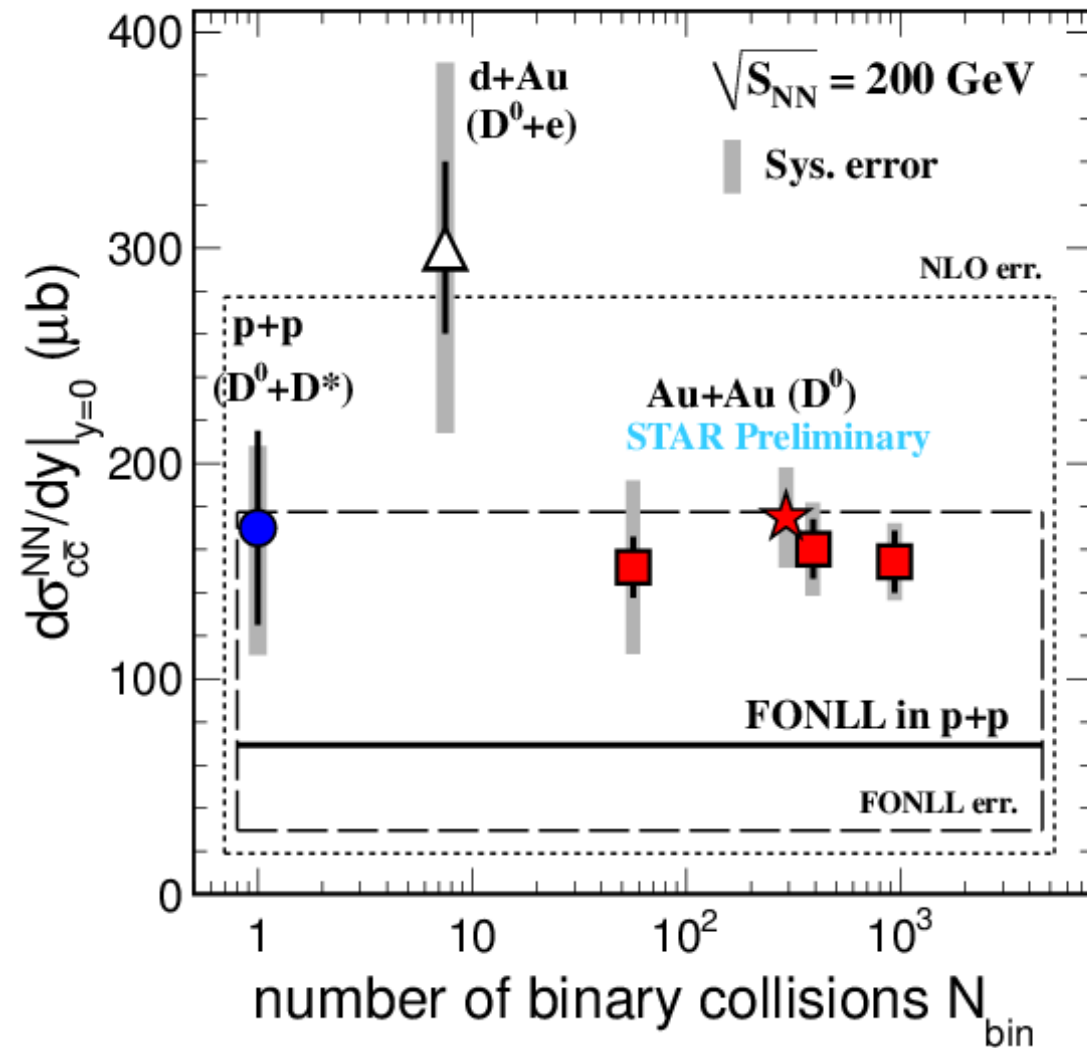 400
300
200
100
0
dσ^NN_cc̅/dy|_y=0 (μb)
d+Au
(D⁰+e)
√S_NN = 200 GeV
Sys. error
NLO err.
p+p
(D⁰+D*)
Au+Au (D⁰)
STAR Preliminary
FONLL in p+p
FONLL err.
1 10 10² 10³
number of binary collisions N_bin